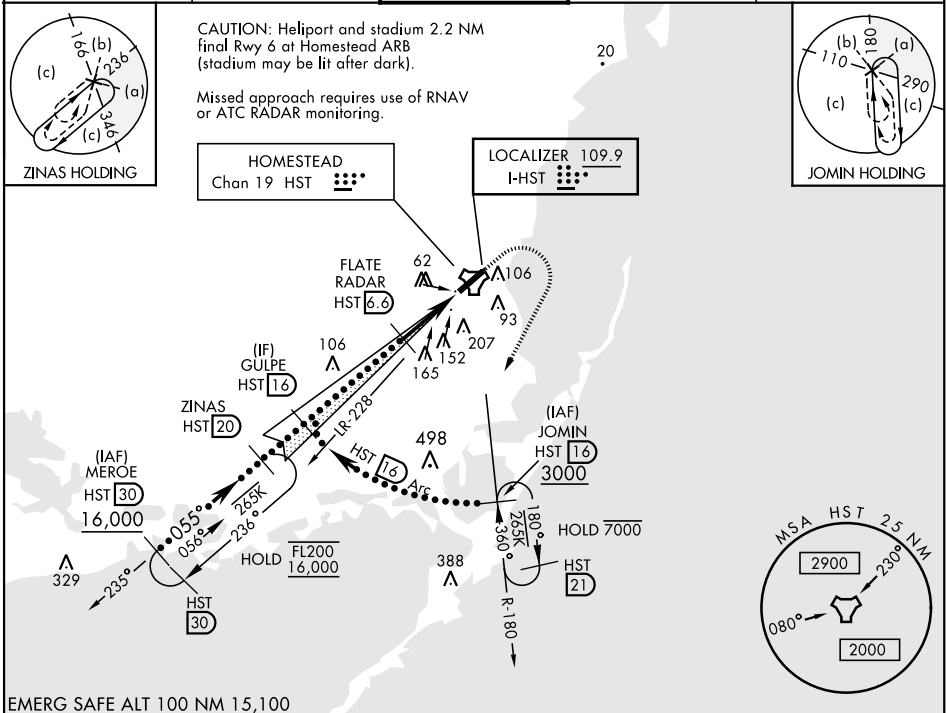 CAUTION: Heliport and stadium 2.2 NM
final Rwy 6 at Homestead ARB
(stadium may be lit after dark).
Missed approach requires use of RNAV
or ATC RADAR monitoring.
166
(b)
236
(c)
(a)
346
(c)
ZINAS HOLDING
20
(b)
081
(a)
110
290
(c)
(c)
JOMIN HOLDING
HOMESTEAD
Chan 19 HST
LOCALIZER 109.9
I-HST
FLATE
RADAR
HST 6.6
62
106
93
207
152
165
(IF)
GULPE
HST 16
106
ZINAS
HST 20
LR-228
(IAF)
MEROE
HST 30
16,000
055°
056°
265K
236°
235°
HOLD FL200
16,000
HST
30
329
HST 16 Arc
498
388
(IAF)
JOMIN
HST 16
3000
180°
265K
360°
HOLD 7000
HST
21
R-180
MSA HST 25 NM
2900
230°
080°
2000
EMERG SAFE ALT 100 NM 15,100